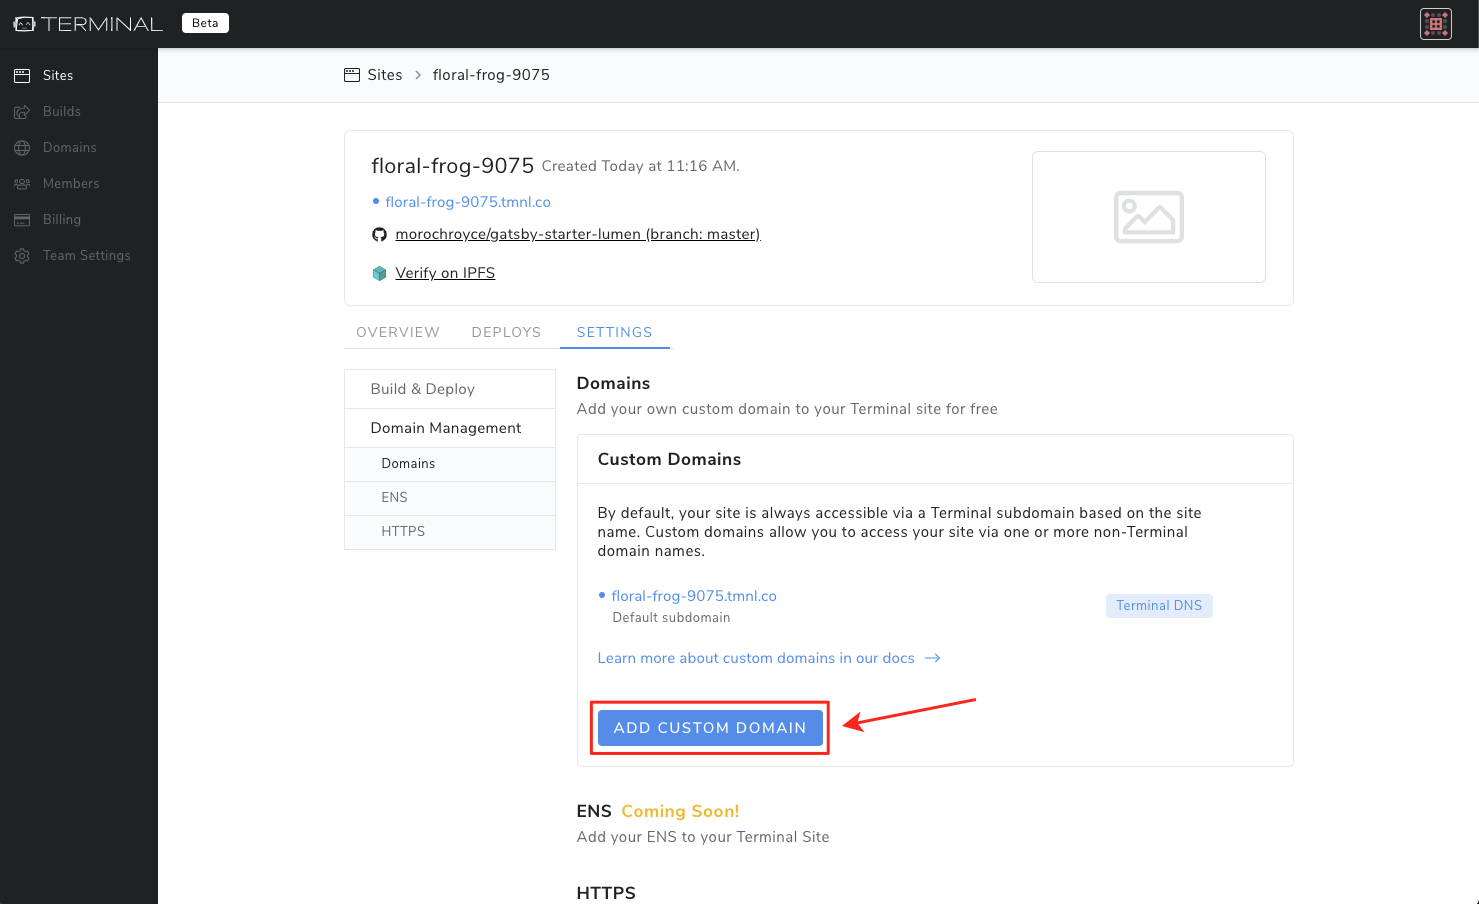 TERMINAL
Beta
Sites
Builds
Domains
Members
Billing
Team Settings
Sites > floral-frog-9075
floral-frog-9075 Created Today at 11:16 AM.
floral-frog-9075.tmnl.co
morochroyce/gatsby-starter-lumen (branch: master)
Verify on IPFS
OVERVIEW DEPLOYS SETTINGS
Build & Deploy
Domain Management
Domains
ENS
HTTPS
Domains
Add your own custom domain to your Terminal site for free
Custom Domains
By default, your site is always accessible via a Terminal subdomain based on the site
name. Custom domains allow you to access your site via one or more non-Terminal
domain names.
floral-frog-9075.tmnl.co
Default subdomain
Terminal DNS
Learn more about custom domains in our docs →
ADD CUSTOM DOMAIN
ENS Coming Soon!
Add your ENS to your Terminal Site
HTTPS